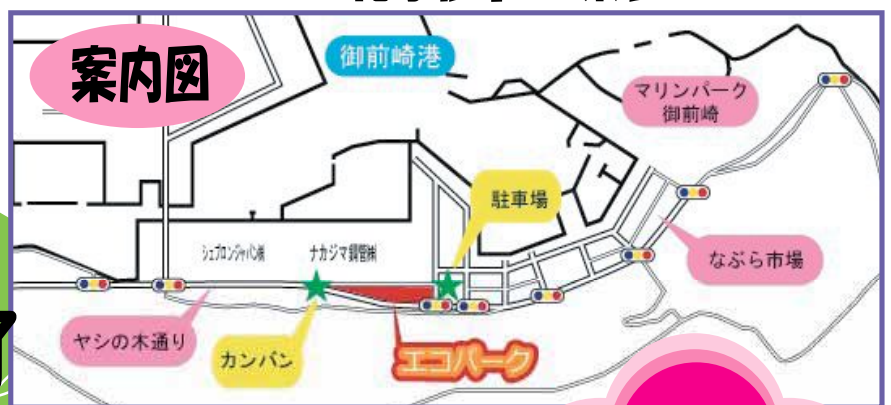 案内図
御前崎港
マリンパーク
御前崎
駐車場
シェブロンジャパン㈱
ナカジマ鋼管㈱
なぶら市場
ヤシの木通り
カンバン
エコパーク